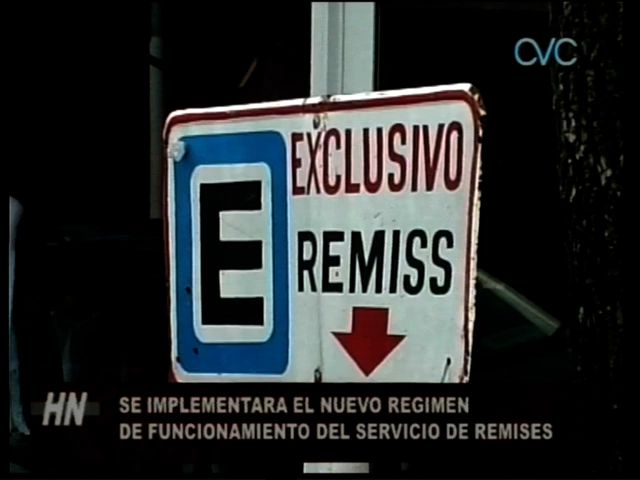 CVC
EXCLUSIVO
E
REMISS
HN
SE IMPLEMENTARA EL NUEVO REGIMEN
DE FUNCIONAMIENTO DEL SERVICIO DE REMISES